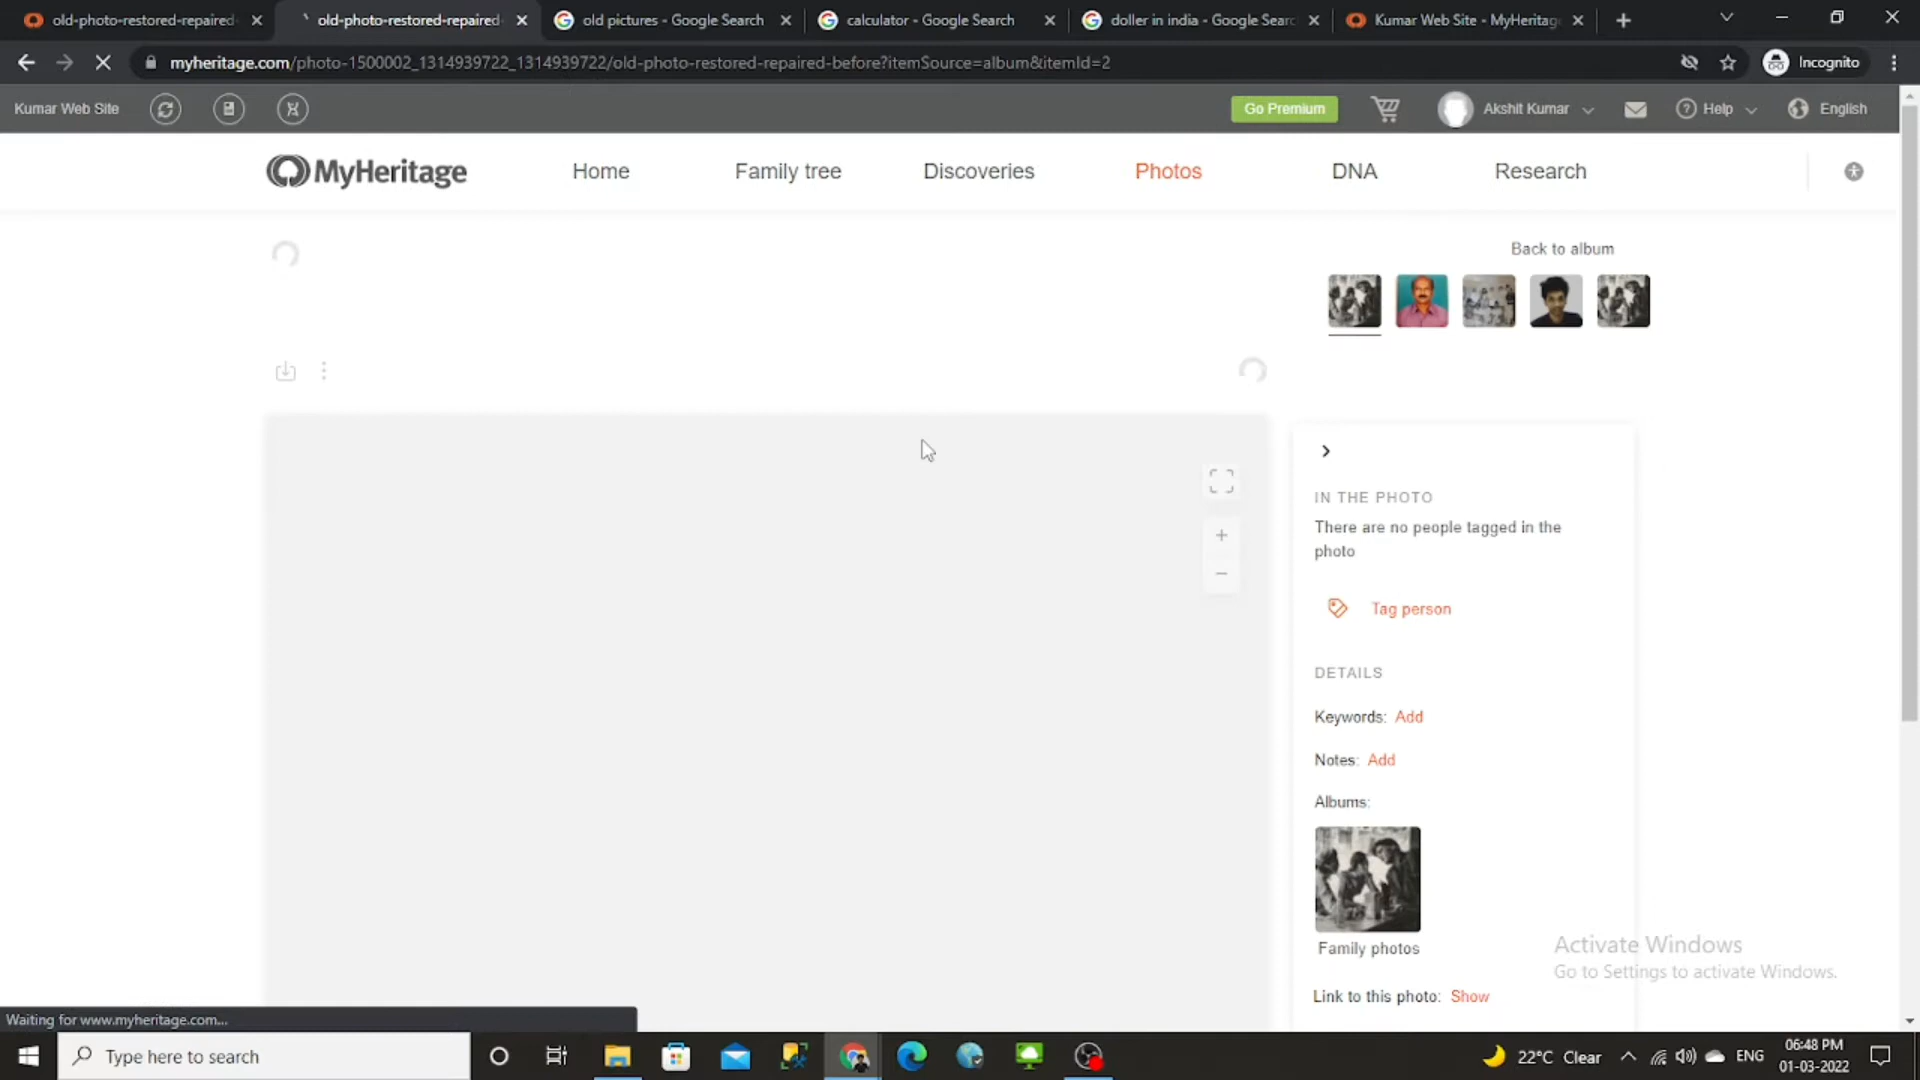 old-photo-restored-repaired
old-photo-restored-repaired
old pictures - Google Search
calculator - Google Search
doller in india - Google Sear
Kumar Web Site - MyHeritag
myheritage.com/photo-1500002_1314939722_1314939722/old-photo-restored-repaired-before?itemSource=album&itemId=2
Incognito
Kumar Web Site
Go Premium
Akshit Kumar
Help
English
MyHeritage
Home
Family tree
Discoveries
Photos
DNA
Research
Back to album
IN THE PHOTO
There are no people tagged in the
photo
Tag person
DETAILS
Keywords: Add
Notes: Add
Albums:
Family photos
Link to this photo: Show
Activate Windows
Go to Settings to activate Windows.
Waiting for www.myheritage.com...
Type here to search
22°C Clear
ENG
06:48 PM
01-03-2022